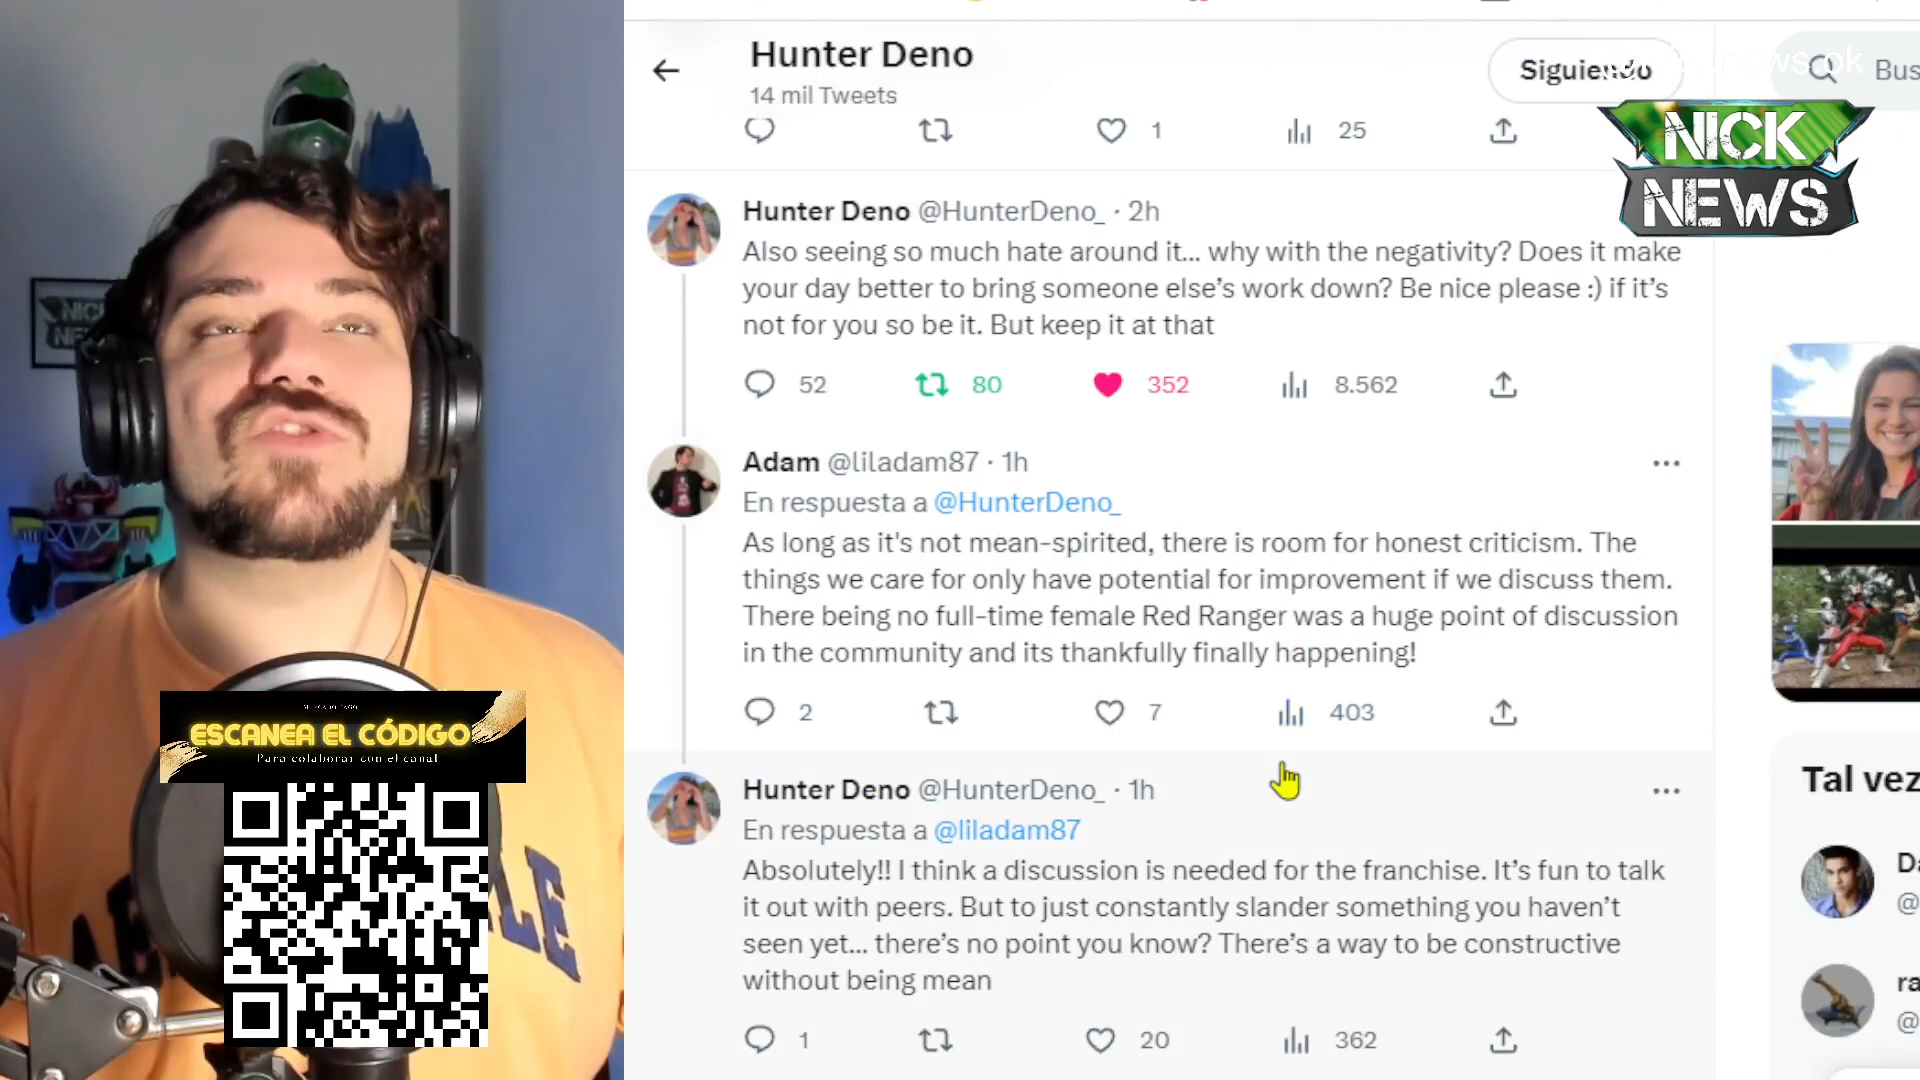 Hunter Deno
14 mil Tweets
Siguiendo
Bus
1
25
NICK
NEWS
Hunter Deno @HunterDeno_ · 2h
Also seeing so much hate around it... why with the negativity? Does it make
your day better to bring someone else's work down? Be nice please :) if it's
not for you so be it. But keep it at that
52 80 352 8.562
Adam @liladam87 · 1h
En respuesta a @HunterDeno_
As long as it's not mean-spirited, there is room for honest criticism. The
things we care for only have potential for improvement if we discuss them.
There being no full-time female Red Ranger was a huge point of discussion
in the community and its thankfully finally happening!
2 7 403
Hunter Deno @HunterDeno_ · 1h
En respuesta a @liladam87
Absolutely!! I think a discussion is needed for the franchise. It's fun to talk
it out with peers. But to just constantly slander something you haven't
seen yet... there's no point you know? There's a way to be constructive
without being mean
1 20 362
Tal vez
Da
@
ra
@
NICK
NE
ESCANEA EL CÓDIGO
Para colaborar con el canal
LE